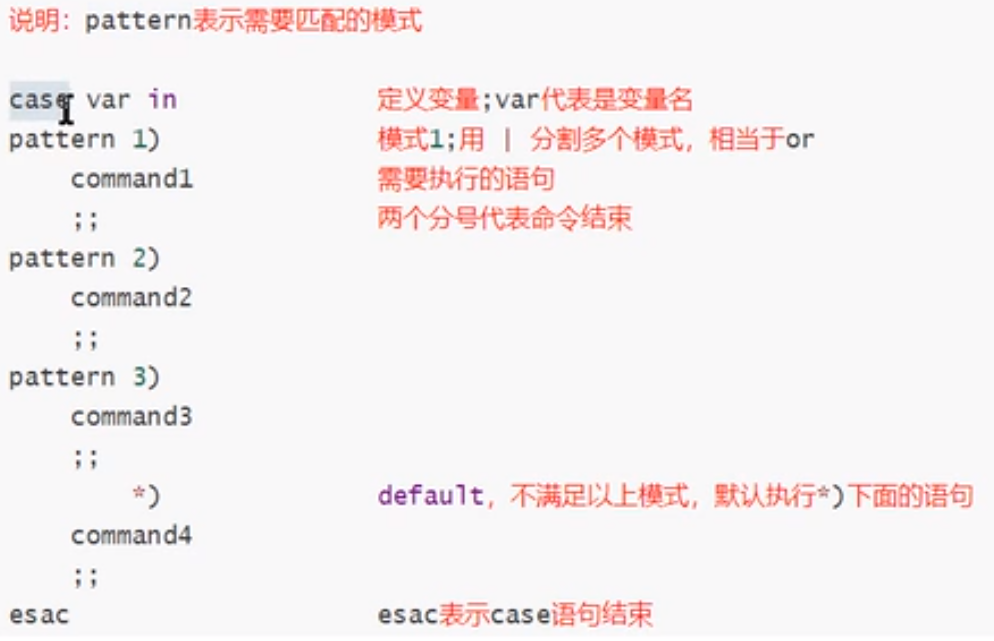 说明：pattern表示需要匹配的模式
case var in 定义变量;var代表是变量名
pattern 1) 模式1;用 | 分割多个模式，相当于or
command1 需要执行的语句
;; 两个分号代表命令结束
pattern 2)
command2
;;
pattern 3)
command3
;;
*) default，不满足以上模式，默认执行*)下面的语句
command4
;;
esac esac表示case语句结束